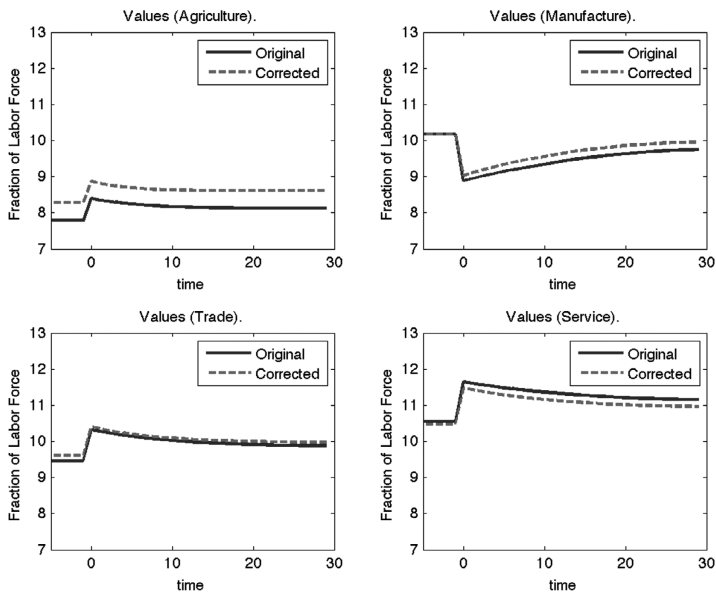 Values (Agriculture).
13
12
11
10
9
8
7
Fraction of Labor Force
Original
Corrected
0
10
20
30
time
Values (Manufacture).
13
12
11
10
9
8
7
Fraction of Labor Force
Original
Corrected
0
10
20
30
time
Values (Trade).
13
12
11
10
9
8
7
Fraction of Labor Force
Original
Corrected
0
10
20
30
time
Values (Service).
13
12
11
10
9
8
7
Fraction of Labor Force
Original
Corrected
0
10
20
30
time